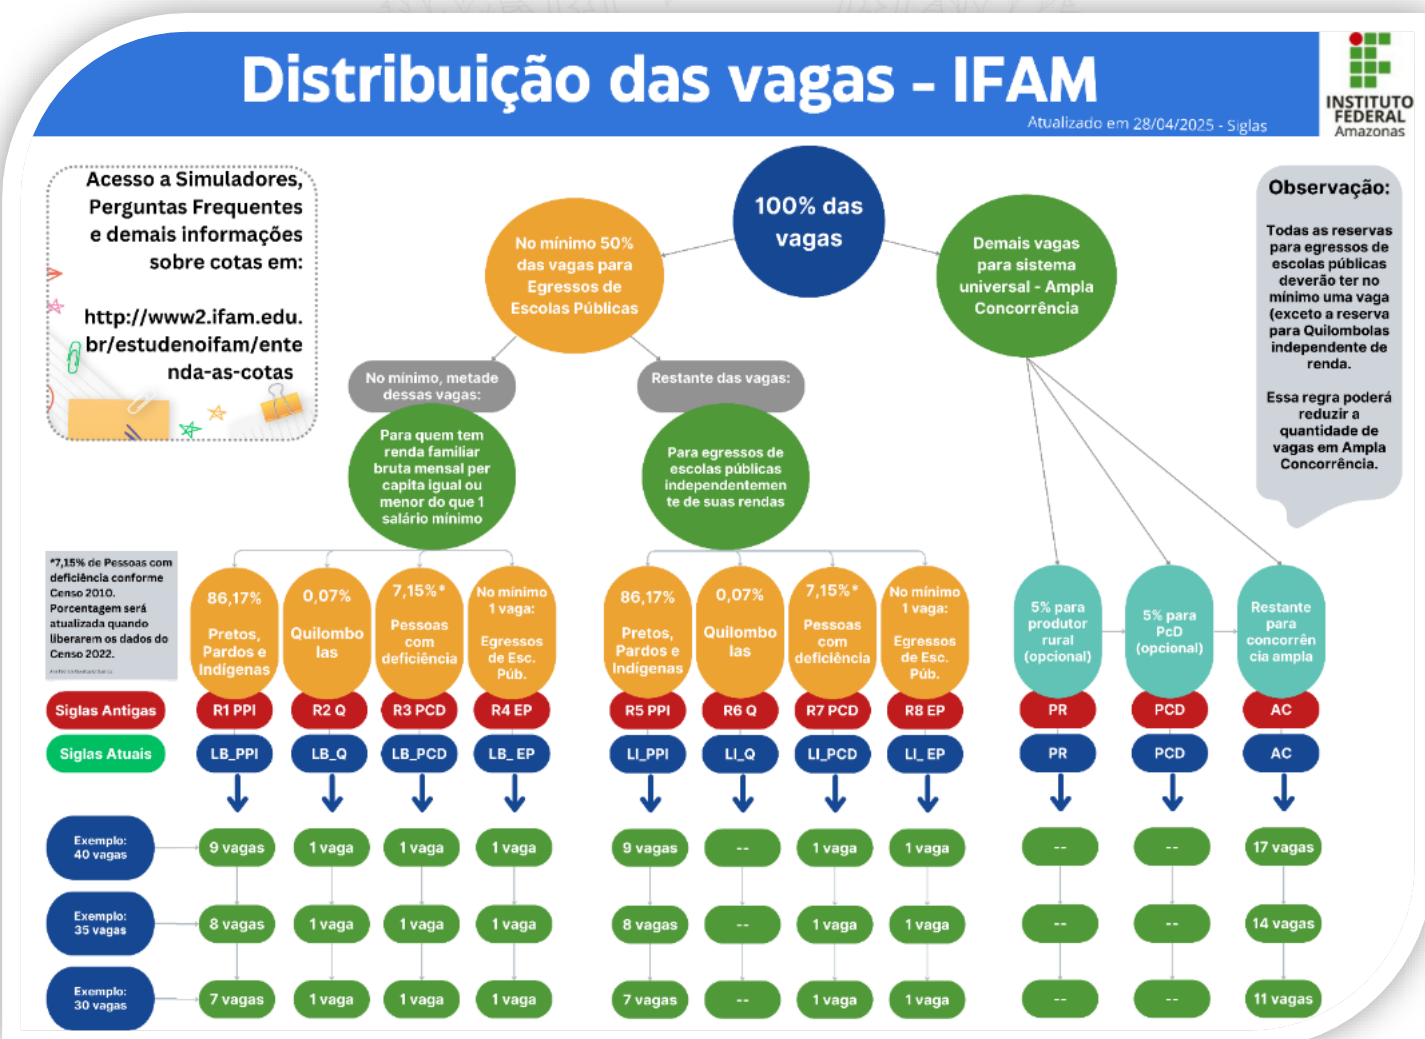 Distribuição das vagas - IFAM
Atualizado em 28/04/2025 - Siglas
INSTITUTO
FEDERAL
Amazonas
Acesso a Simuladores,
Perguntas Frequentes
e demais informações
sobre cotas em:
http://www2.ifam.edu.
br/estudenoifam/ente
nda-as-cotas
100% das
vagas
No mínimo 50%
das vagas para
Egressos de
Escolas Públicas
Demais vagas
para sistema
universal - Ampla
Concorrência
Observação:
Todas as reservas
para egressos de
escolas públicas
deverão ter no
mínimo uma vaga
(exceto a reserva
para Quilombolas
independente de
renda.
Essa regra poderá
reduzir a
quantidade de
vagas em Ampla
Concorrência.
No mínimo, metade
dessas vagas:
Restante das vagas:
Para quem tem
renda familiar
bruta mensal per
capita igual ou
menor do que 1
salário mínimo
Para egressos de
escolas públicas
independentemen
te de suas rendas
*7,15% de Pessoas com
deficiência conforme
Censo 2010.
Porcentagem será
atualizada quando
liberarem os dados do
Censo 2022.
86,17%
Pretos,
Pardos e
Indígenas
0,07%
Quilombo
las
7,15%*
Pessoas
com
deficiência
No mínimo
1 vaga:
Egressos
de Esc.
Púb.
86,17%
Pretos,
Pardos e
Indígenas
0,07%
Quilombo
las
7,15%*
Pessoas
com
deficiência
No mínimo
1 vaga:
Egressos
de Esc.
Púb.
5% para
produtor
rural
(opcional)
5% para
PcD
(opcional)
Restante
para
concorrên
cia ampla
Siglas Antigas R1 PPI R2 Q R3 PCD R4 EP R5 PPI R6 Q R7 PCD R8 EP PR PCD AC
Siglas Atuais LB_PPI LB_Q LB_PCD LB_ EP LI_PPI LI_Q LI_PCD LI_ EP PR PCD AC
Exemplo:
40 vagas
9 vagas 1 vaga 1 vaga 1 vaga 9 vagas -- 1 vaga 1 vaga -- -- 17 vagas
Exemplo:
35 vagas
8 vagas 1 vaga 1 vaga 1 vaga 8 vagas -- 1 vaga 1 vaga -- -- 14 vagas
Exemplo:
30 vagas
7 vagas 1 vaga 1 vaga 1 vaga 7 vagas -- 1 vaga 1 vaga -- -- 11 vagas